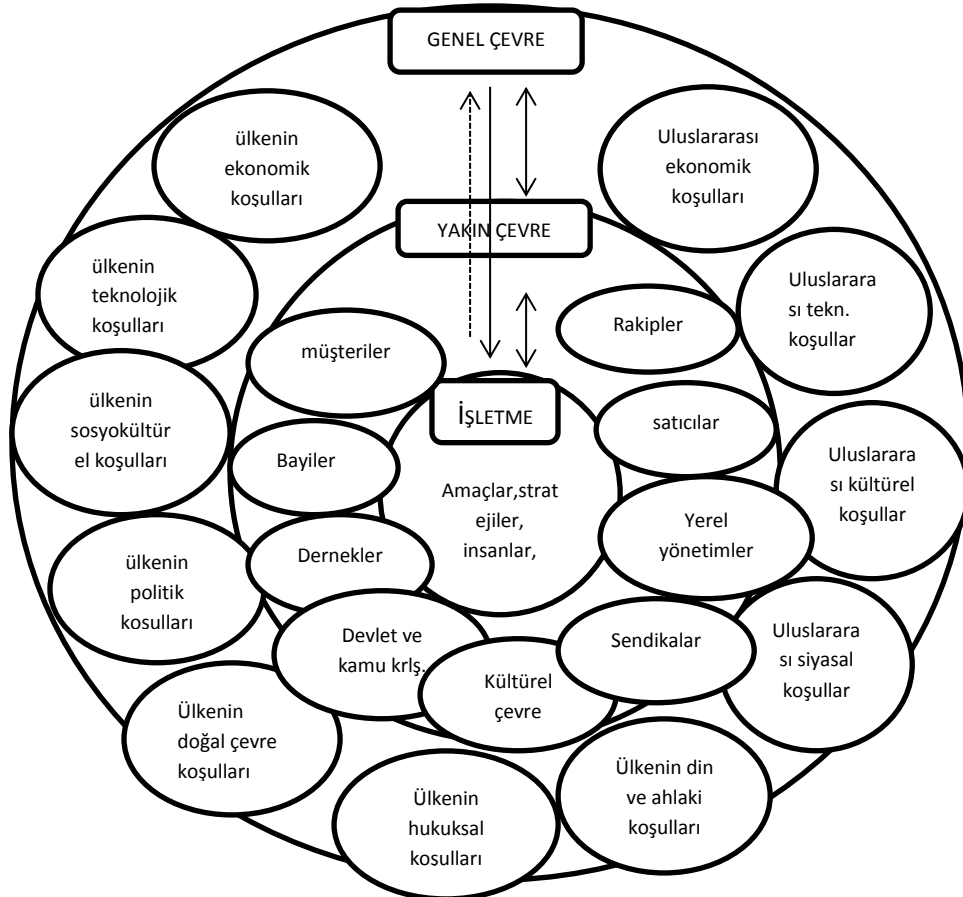 GENEL ÇEVRE
ülkenin
ekonomik
koşulları
Uluslararası
ekonomik
koşulları
YAKIN ÇEVRE
ülkenin
teknolojik
koşulları
Uluslarara
sı tekn.
koşullar
müşteriler
Rakipler
ülkenin
sosyokültür
el koşulları
İŞLETME
satıcılar
Bayiler
Uluslarara
sı kültürel
koşullar
Amaçlar,strat
ejiler,
insanlar,
Yerel
yönetimler
Dernekler
ülkenin
politik
kosulları
Devlet ve
kamu krlş.
Sendikalar
Uluslarara
sı siyasal
koşullar
Kültürel
çevre
Ülkenin
doğal çevre
koşulları
Ülkenin
hukuksal
kosulları
Ülkenin din
ve ahlaki
koşulları